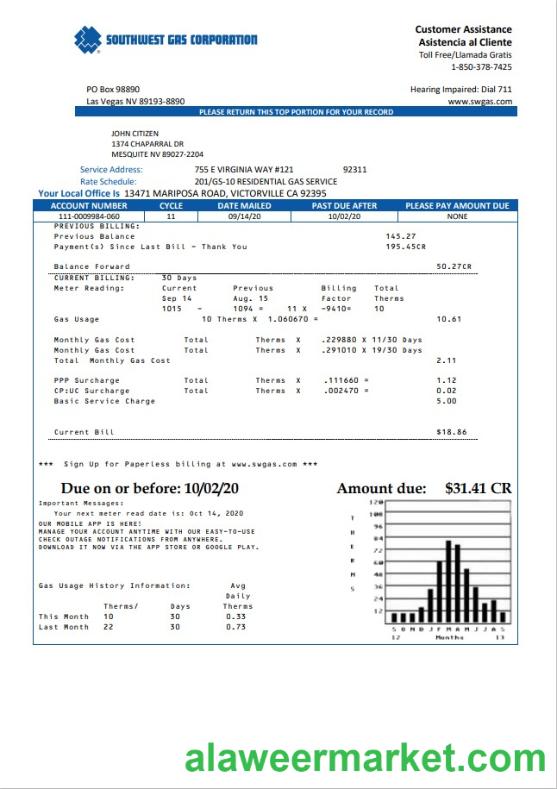 SOUTHWEST GAS CORPORATION
Customer Assistance
Asistencia al Cliente
Toll Free/Llamada Gratis
1-850-378-7425
PO Box 98890
Las Vegas NV 89193-8890
Hearing Impaired: Dial 711
www.swgas.com
PLEASE RETURN THIS TOP PORTION FOR YOUR RECORD
JOHN CITIZEN
1374 CHAPARRAL DR
MESQUITE NV 89027-2204
Service Address: 755 E VIRGINIA WAY #121 92311
Rate Schedule: 201/GS-10 RESIDENTIAL GAS SERVICE
Your Local Office Is 13471 MARIPOSA ROAD, VICTORVILLE CA 92395
ACCOUNT NUMBER CYCLE DATE MAILED PAST DUE AFTER PLEASE PAY AMOUNT DUE
111-0009984-060 11 09/14/20 10/02/20 NONE
PREVIOUS BILLING:
Previous Balance 145.27
Payment(s) Since Last Bill - Thank You 195.45CR
Balance Forward 50.27CR
CURRENT BILLING: 30 Days
Meter Reading: Current Previous Billing Total
Sep 14 Aug. 15 Factor Therms
1015 - 1094 = 11 X -9410= 10
Gas Usage 10 Therms X 1.060670 = 10.61
Monthly Gas Cost Total Therms X .229880 X 11/30 Days
Monthly Gas Cost Total Therms X .291010 X 19/30 Days
Total Monthly Gas Cost 2.11
PPP Surcharge Total Therms X .111660 = 1.12
CP:UC Surcharge Total Therms X .002470 = 0.02
Basic Service Charge 5.00
Current Bill $18.86
*** Sign Up for Paperless billing at www.swgas.com ***
Due on or before: 10/02/20 Amount due: $31.41 CR
Important Messages:
Your next meter read date is: Oct 14, 2020
OUR MOBILE APP IS HERE!
MANAGE YOUR ACCOUNT ANYTIME WITH OUR EASY-TO-USE
CHECK OUTAGE NOTIFICATIONS FROM ANYWHERE.
DOWNLOAD IT NOW VIA THE APP STORE OR GOOGLE PLAY.
Gas Usage History Information: Avg
Daily
Therms/ Days Therms
This Month 10 30 0.33
Last Month 22 30 0.73
T H E R M S
120
108
96
84
72
60
48
36
24
12
S O N D J F M A M J J A S
12 Months 13
alaweermarket.com